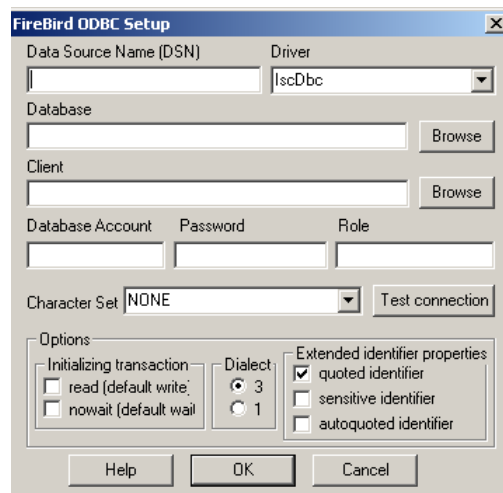 FireBird ODBC Setup
Data Source Name (DSN) Driver
IscDbc
Database
Browse
Client
Browse
Database Account Password Role
Character Set NONE Test connection
Options
Initializing transaction Dialect Extended identifier properties
read (default write) 3 quoted identifier
nowait (default wait 1 sensitive identifier
autoquoted identifier
Help OK Cancel